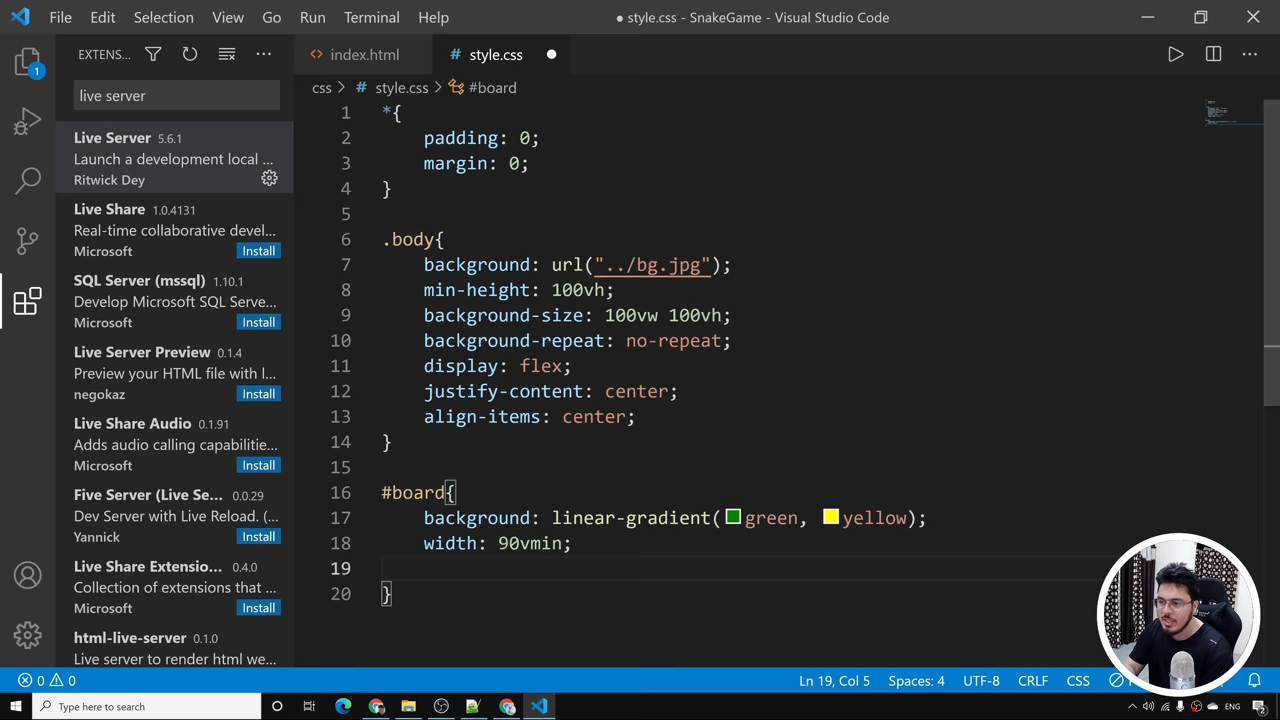 File Edit Selection View Go Run Terminal Help
● style.css - SnakeGame - Visual Studio Code
EXTENS...
live server
Live Server 5.6.1
Launch a development local ...
Ritwick Dey
Live Share 1.0.4131
Real-time collaborative devel...
Microsoft Install
SQL Server (mssql) 1.10.1
Develop Microsoft SQL Serve...
Microsoft Install
Live Server Preview 0.1.4
Preview your HTML file with l...
negokaz Install
Live Share Audio 0.1.91
Adds audio calling capabilitie...
Microsoft Install
Five Server (Live Se... 0.0.29
Dev Server with Live Reload. (...
Yannick Install
Live Share Extensio... 0.4.0
Collection of extensions that ...
Microsoft Install
html-live-server 0.1.0
Live server to render html we...
1
<> index.html # style.css ●
css > # style.css > #board
1 *{
2     padding: 0;
3     margin: 0;
4 }
5
6 .body{
7     background: url("../bg.jpg");
8     min-height: 100vh;
9     background-size: 100vw 100vh;
10     background-repeat: no-repeat;
11     display: flex;
12     justify-content: center;
13     align-items: center;
14 }
15
16 #board{
17     background: linear-gradient(green, yellow);
18     width: 90vmin;
19
20 }
0 0
Ln 19, Col 5 Spaces: 4 UTF-8 CRLF CSS
Type here to search
ENG
2